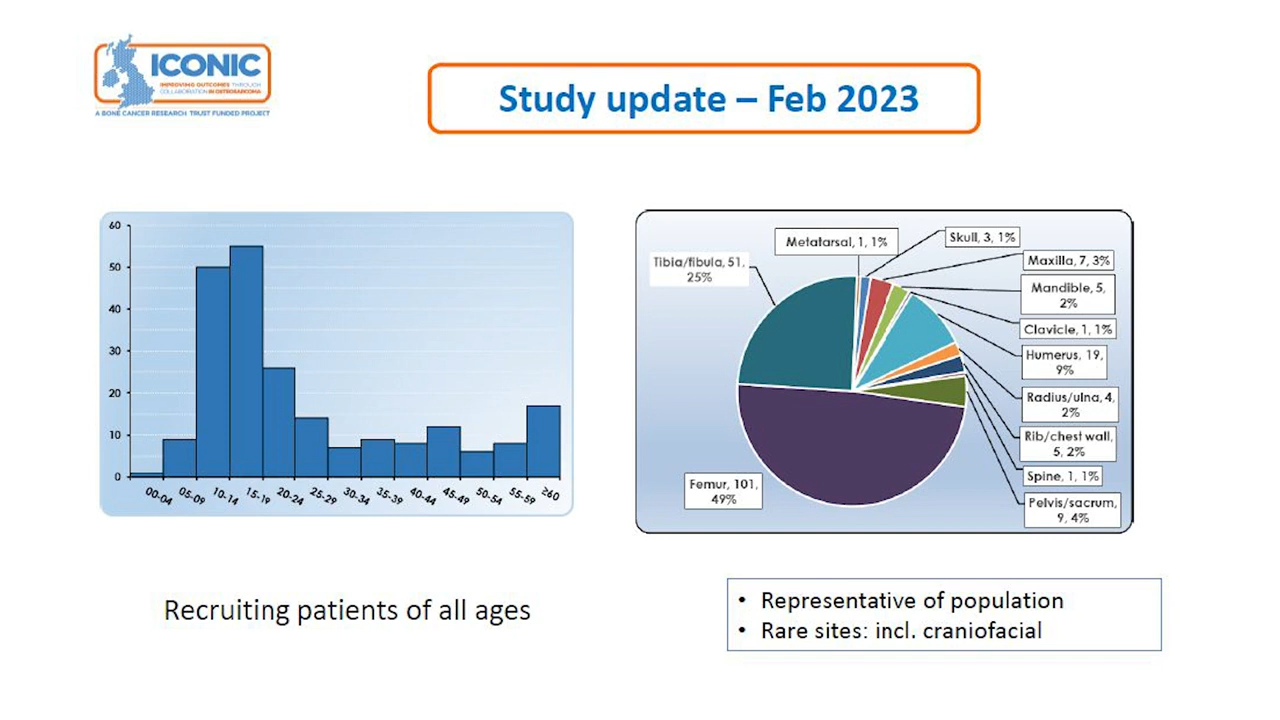 ICONIC
IMPROVING OUTCOMES THROUGH
COLLABORATION IN OSTEOSARCOMA
A BONE CANCER RESEARCH TRUST FUNDED PROJECT
Study update – Feb 2023
60
50
40
30
20
10
0
00-04
05-09
10-14
15-19
20-24
25-29
30-34
35-39
40-44
45-49
50-54
55-59
≥60
Metatarsal, 1, 1%
Skull, 3, 1%
Tibia/fibula, 51,
25%
Maxilla, 7, 3%
Mandible, 5,
2%
Clavicle, 1, 1%
Humerus, 19,
9%
Radius/ulna, 4,
2%
Rib/chest wall,
5, 2%
Spine, 1, 1%
Femur, 101,
49%
Pelvis/sacrum,
9, 4%
Recruiting patients of all ages
• Representative of population
• Rare sites: incl. craniofacial